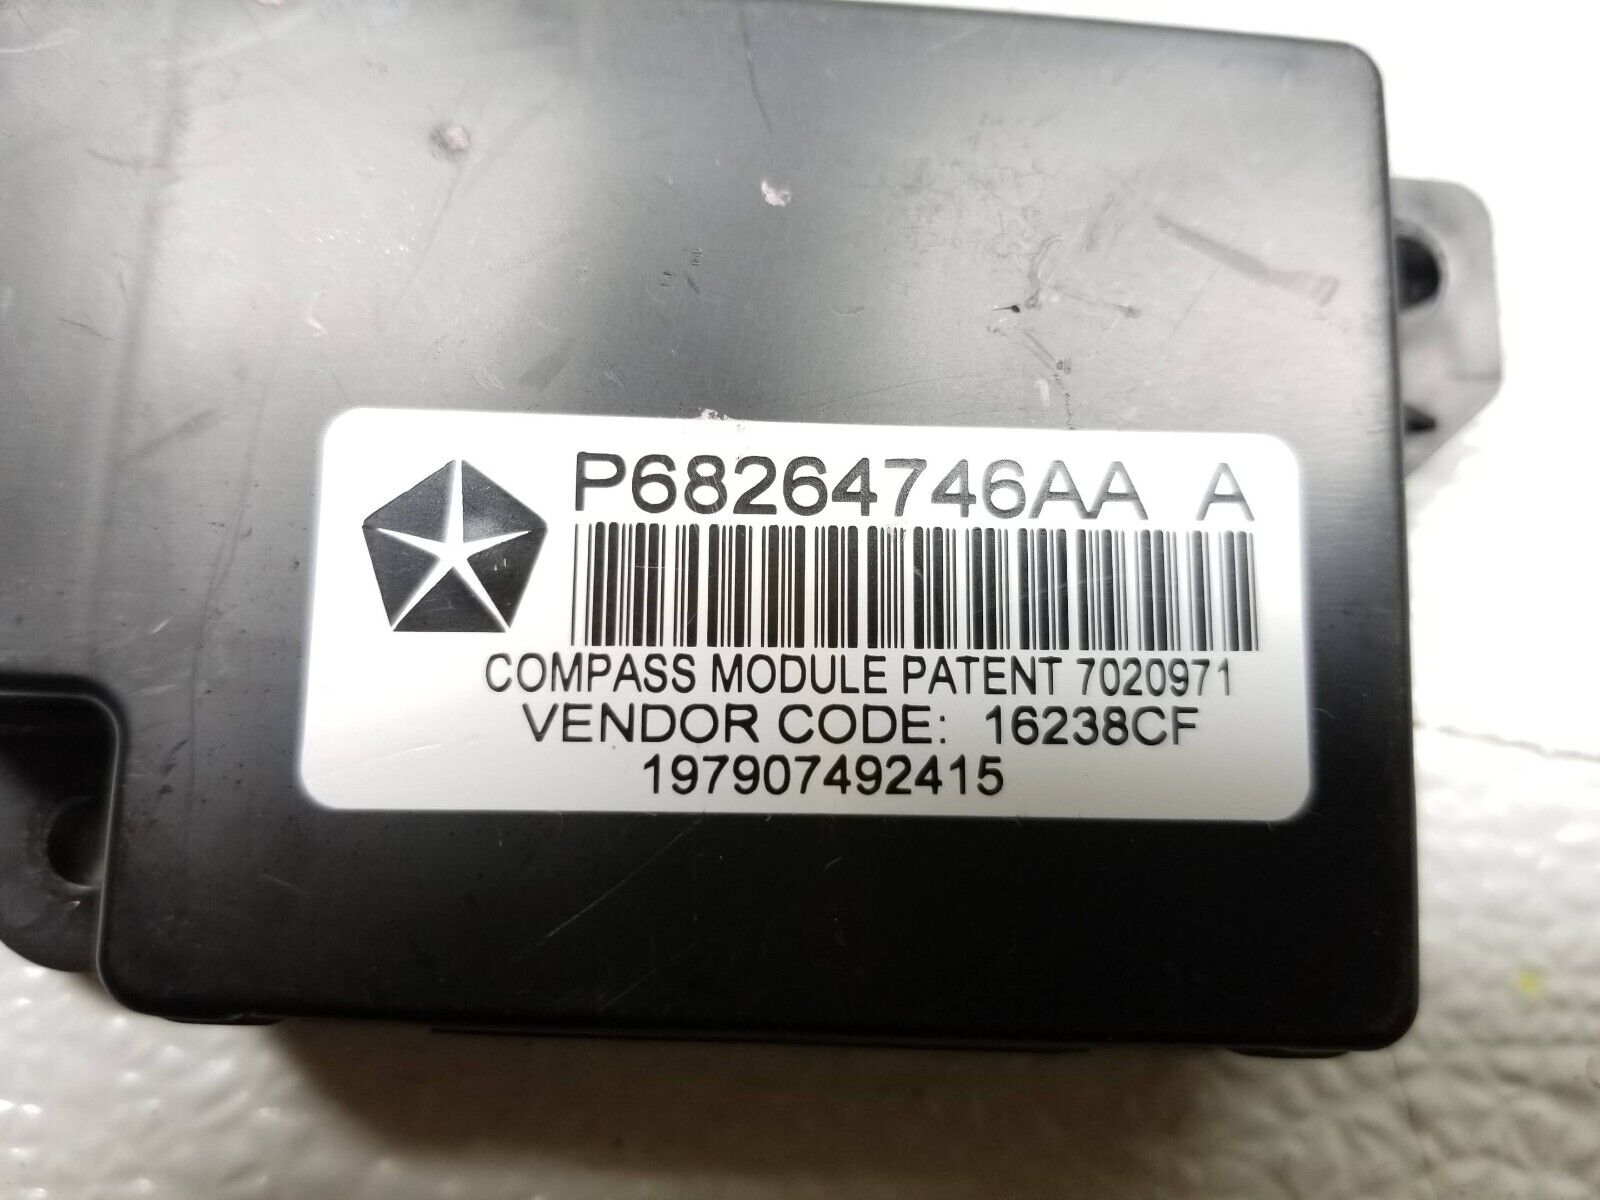 P68264746AA A
COMPASS MODULE PATENT 7020971
VENDOR CODE: 16238CF
197907492415